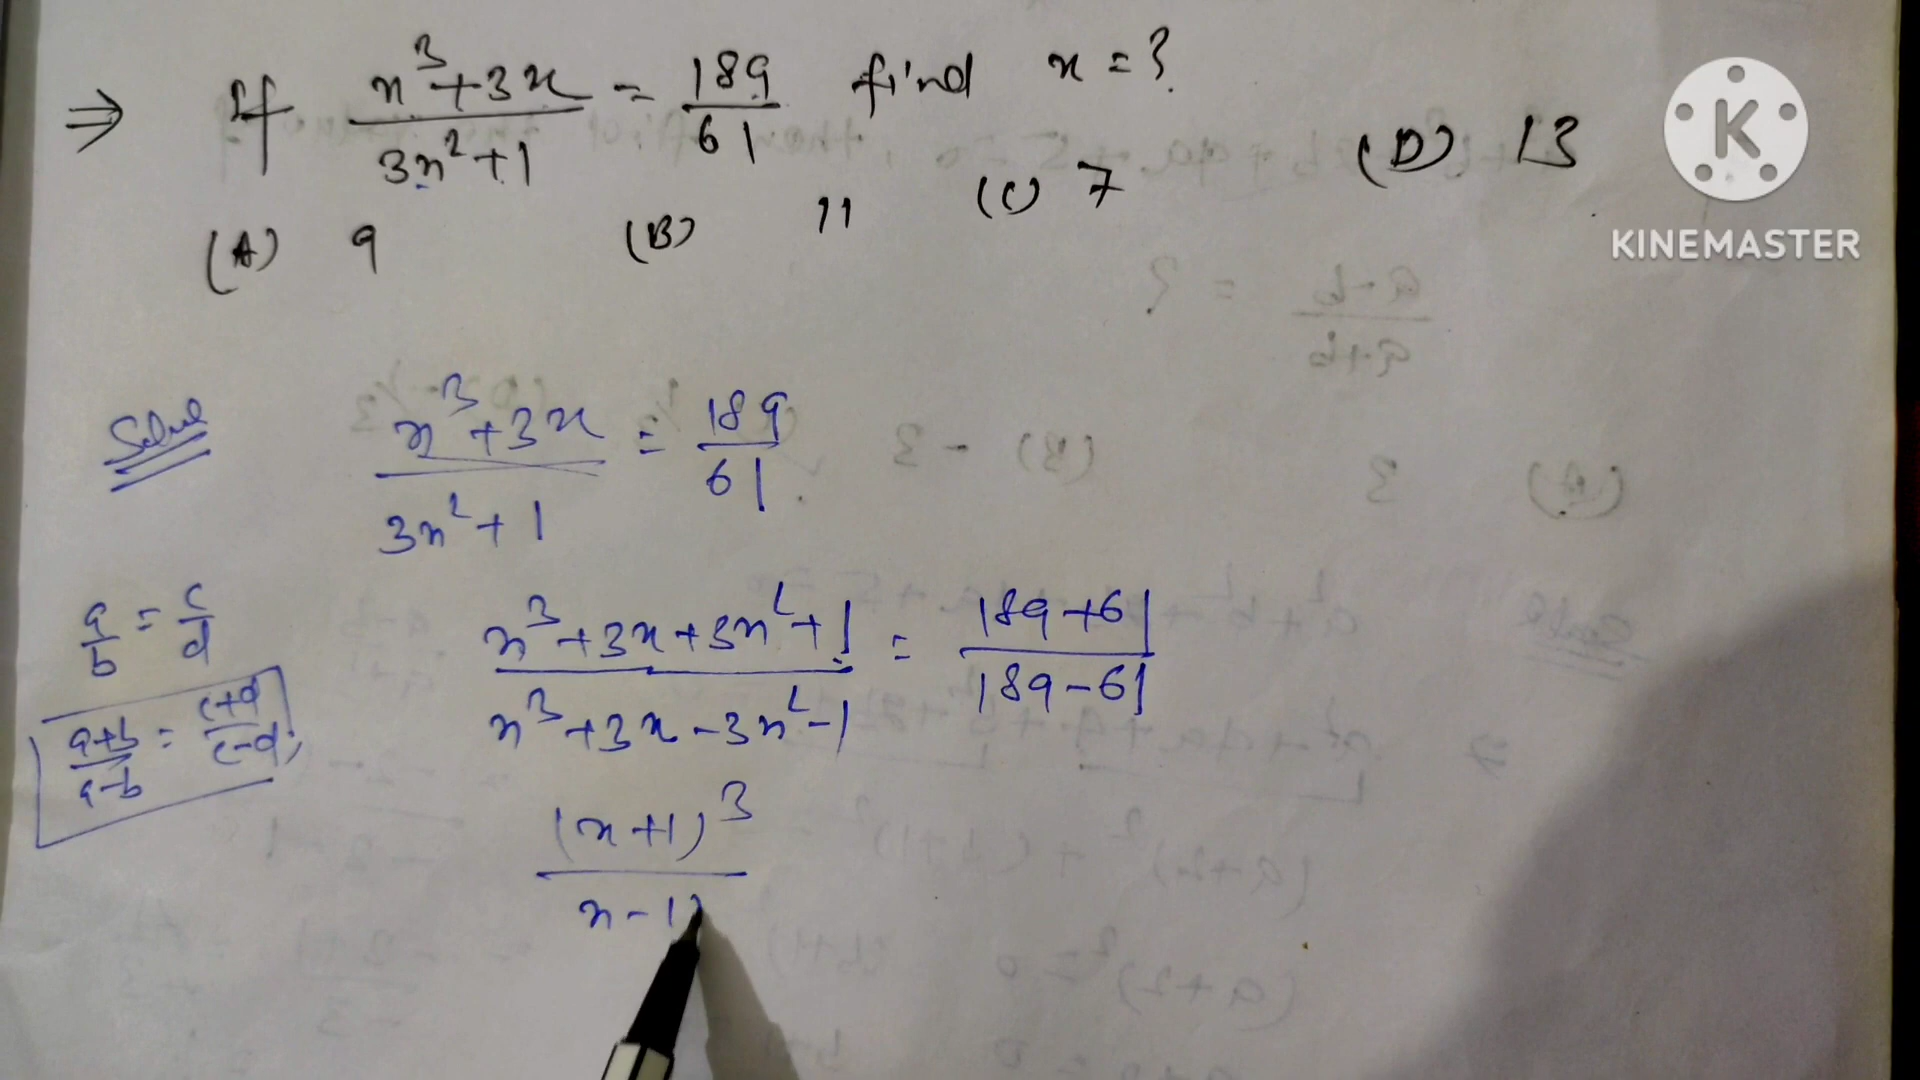 ⇒ If x³+3x / 3x²+1 = 189/61 find x = ?
(A) 9 (B) 11 (C) 7 (D) 13
K
KINEMASTER
x³+3x / 3x²+1 = 189/61
a/b = c/d
a+b/a-b = c+d/c-d
x³+3x+3x²+1 / x³+3x-3x²-1 = 189+61 / 189-61
(x+1)³ / x-1)